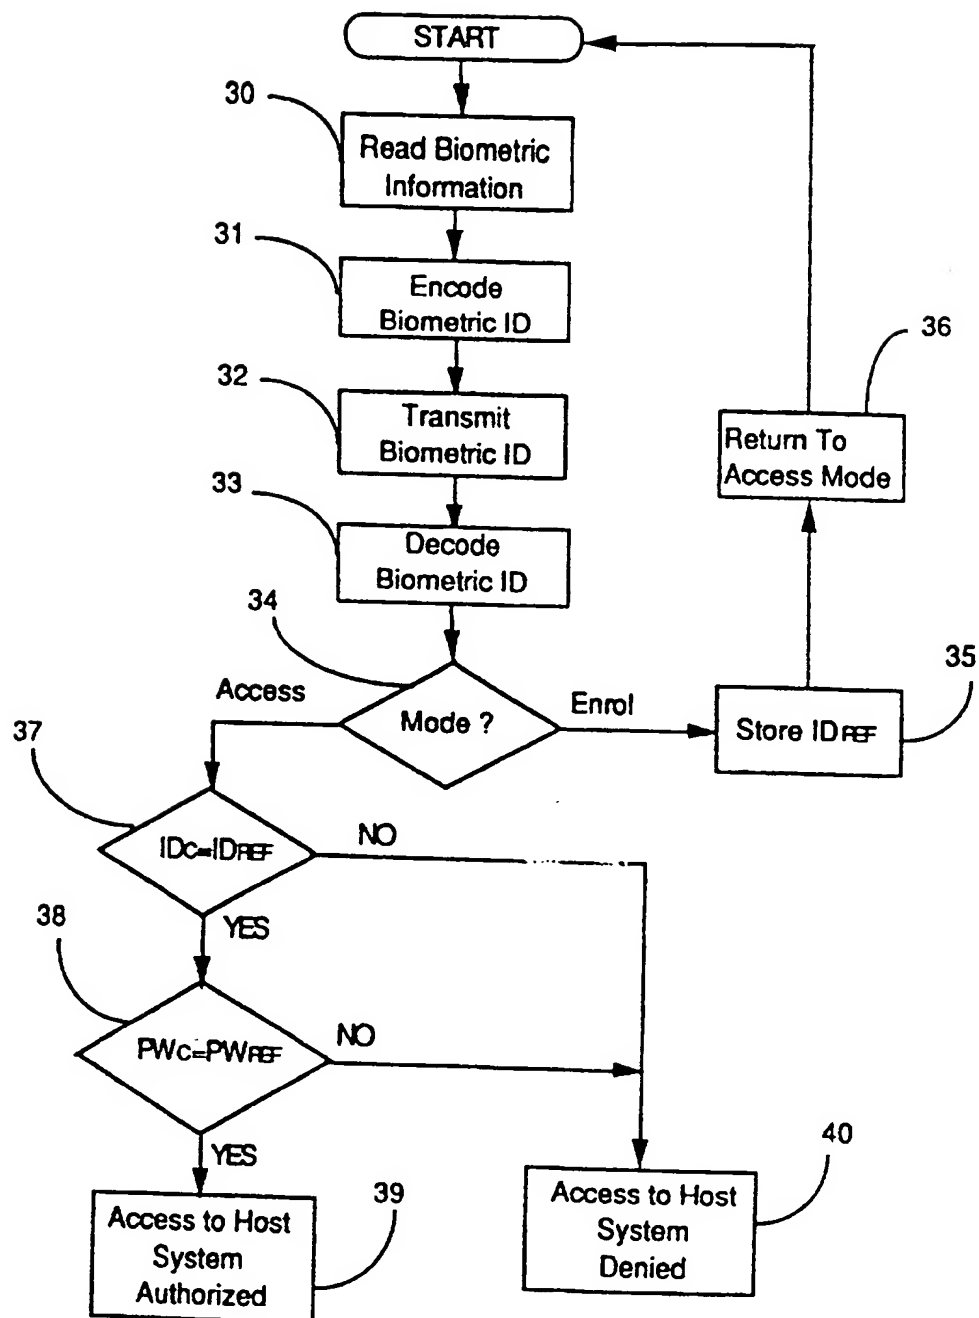 START
30
Read Biometric
Information
31
Encode
Biometric ID
32
Transmit
Biometric ID
33
Decode
Biometric ID
34
Mode ?
Access
Enrol
35
Store IDREF
36
Return To
Access Mode
37
IDC=IDREF
NO
YES
38
PWC=PWREF
NO
YES
39
Access to Host
System
Authorized
40
Access to Host
System
Denied